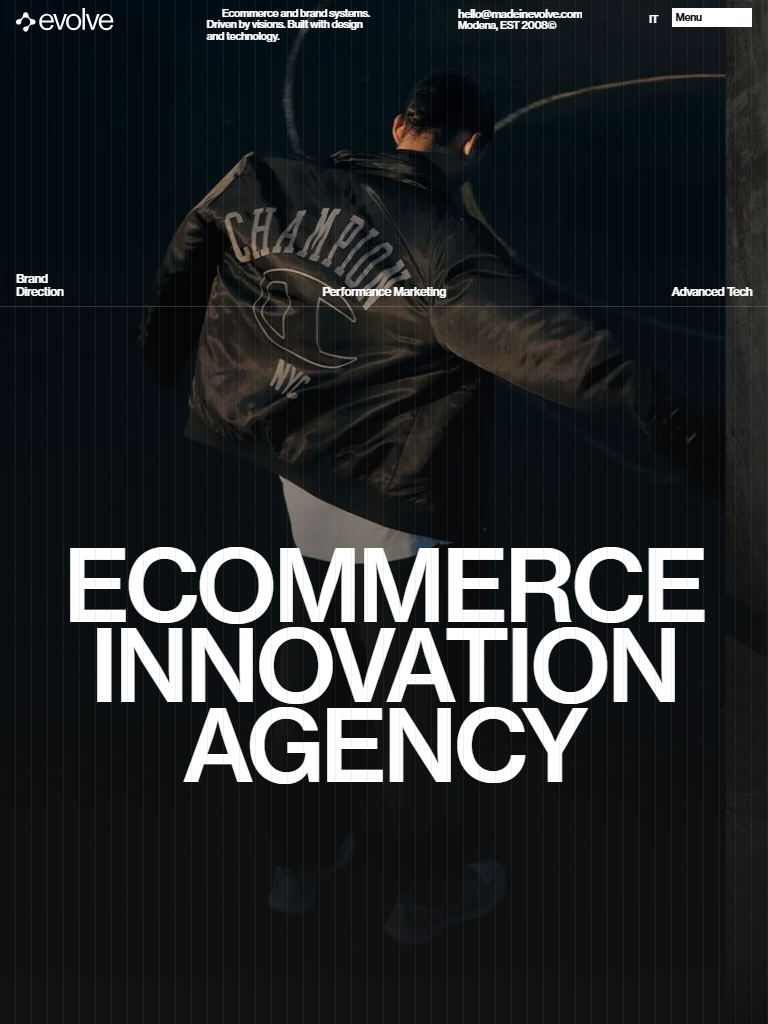 evolve
Ecommerce and brand systems.
Driven by visions. Built with design
and technology.
hello@madeinevolve.com
Modena, EST 2008©
IT
Menu
CHAMPION
Brand
Direction
Performance Marketing
Advanced Tech
NYC
ECOMMERCE
INNOVATION
AGENCY